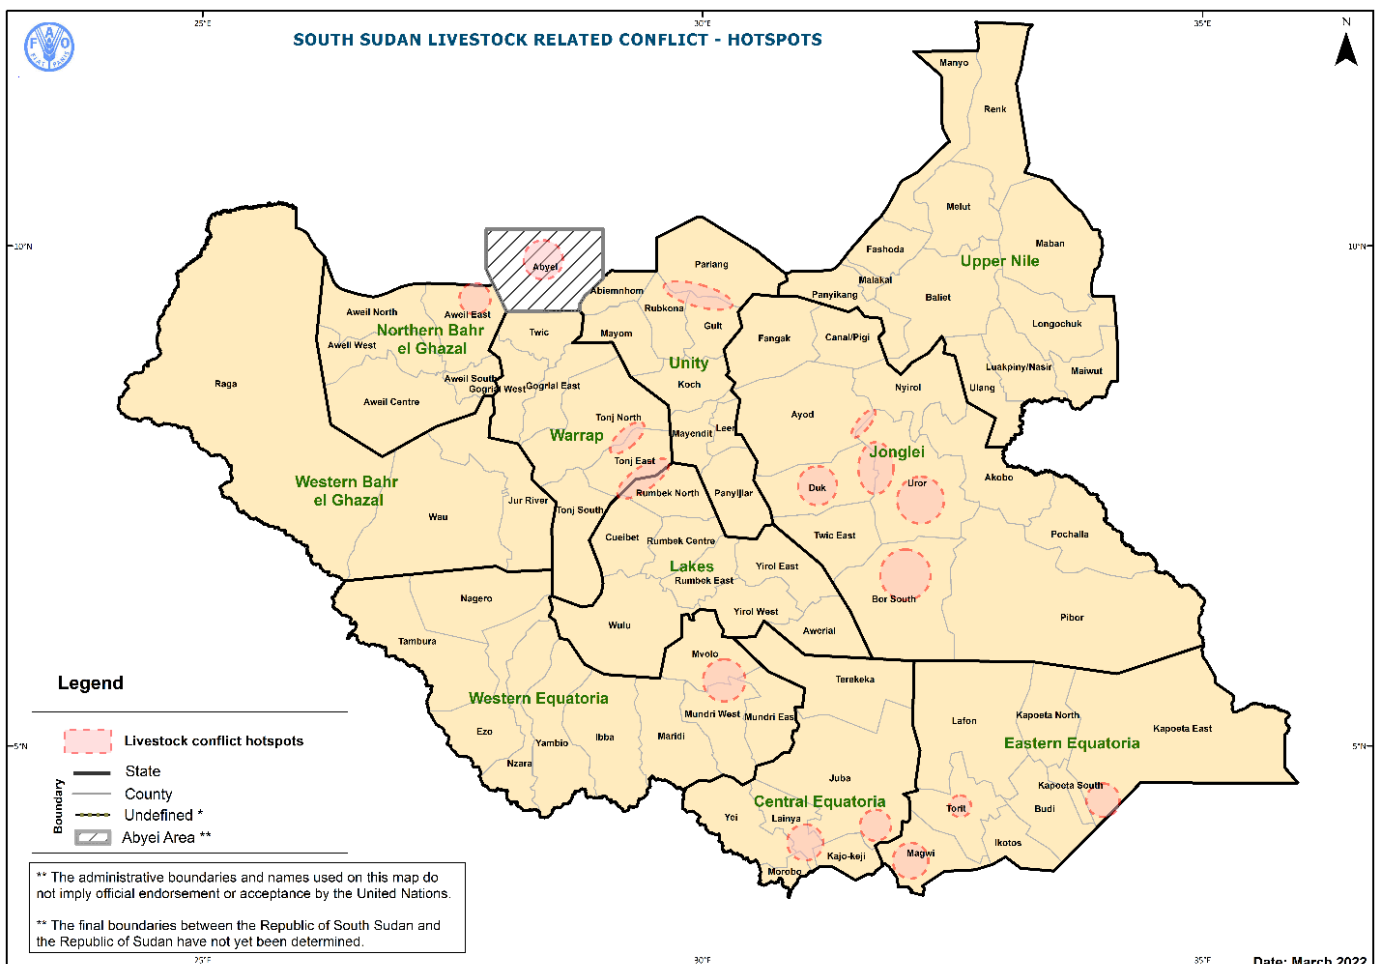 25°E
30°E
35°E
N
F A O
FIAT PANIS
SOUTH SUDAN LIVESTOCK RELATED CONFLICT - HOTSPOTS
Manyo
Renk
Melut
Maban
Fashoda
Upper Nile
10°N
10°N
Abyei
Pariang
Malakal
Panyikang
Baliet
Abiemnhom
Rubkona
Aweil North
Aweil East
Guit
Longochuk
Northern Bahr
el Ghazal
Twic
Mayom
Fangak
Canal/Pigi
Aweil West
Unity
Luakpiny/Nasir
Maiwut
Raga
Aweil South
Gogrial West
Gogrial East
Koch
Nyirol
Ulang
Aweil Centre
Tonj North
Ayod
Warrap
Mayendit
Leer
Jonglei
Tonj East
Western Bahr
el Ghazal
Rumbek North
Panyijiar
Duk
Uror
Akobo
Wau
Jur River
Tonj South
Cueibet
Rumbek Centre
Twic East
Pochalla
Lakes
Yirol East
Rumbek East
Nagero
Bor South
Yirol West
Pibor
Wulu
Awerial
Tambura
Mvolo
Terekeka
Western Equatoria
Mundri West
Mundri Eas
Lafon
Kapoeta North
Kapoeta East
Ezo
Yambio
Ibba
Maridi
Eastern Equatoria
5°N
5°N
Nzara
Juba
Kapoeta South
Central Equatoria
Torit
Budi
Yei
Lainya
Ikotos
Kajo-keji
Magwi
Morobo
Legend
Livestock conflict hotspots
Boundary
State
County
Undefined *
Abyei Area **
** The administrative boundaries and names used on this map do
not imply official endorsement or acceptance by the United Nations.
** The final boundaries between the Republic of South Sudan and
the Republic of Sudan have not yet been determined.
25°E
30°E
35°E
Date: March 2022